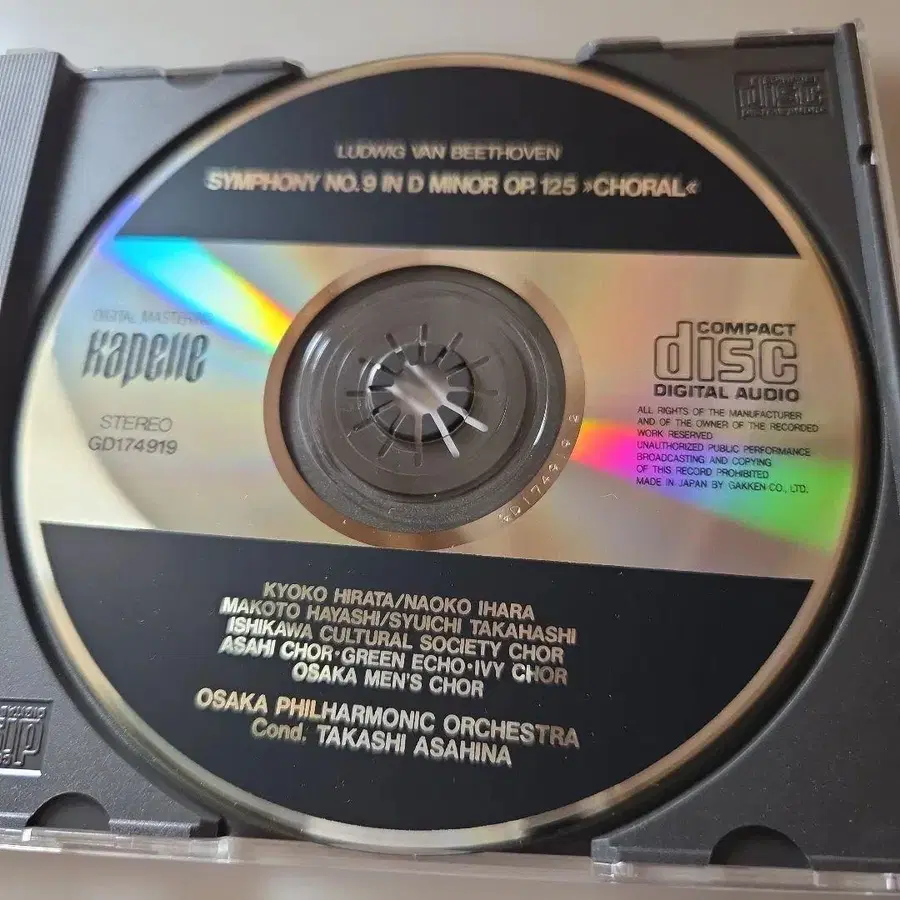 LUDWIG VAN BEETHOVEN
SYMPHONY NO.9 IN D MINOR OP.125 »CHORAL«
DIGITAL MASTERING
Kapelle
STEREO
GD174919
COMPACT
disc
DIGITAL AUDIO
ALL RIGHTS OF THE MANUFACTURER
AND OF THE OWNER OF THE RECORDED
WORK RESERVED
UNAUTHORIZED PUBLIC PERFORMANCE
BROADCASTING AND COPYING
OF THIS RECORD PROHIBITED
MADE IN JAPAN BY GAKKEN CO., LTD.
KYOKO HIRATA/NAOKO IHARA
MAKOTO HAYASHI/SYUICHI TAKAHASHI
ISHIKAWA CULTURAL SOCIETY CHOR
ASAHI CHOR·GREEN ECHO·IVY CHOR
OSAKA MEN'S CHOR
OSAKA PHILHARMONIC ORCHESTRA
Cond. TAKASHI ASAHINA
disc